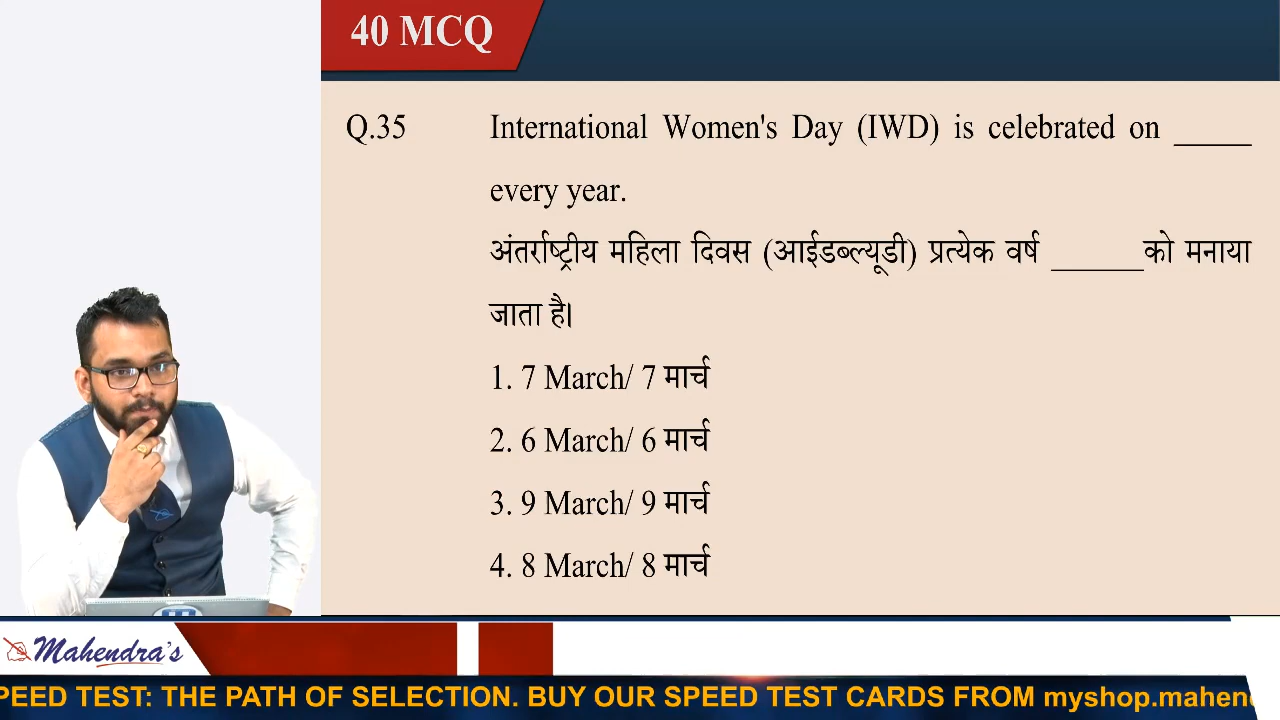 40 MCQ
Q.35 International Women's Day (IWD) is celebrated on _____
every year.
अंतर्राष्ट्रीय महिला दिवस (आईडब्ल्यूडी) प्रत्येक वर्ष ______को मनाया
जाता है।
1. 7 March/ 7 मार्च
2. 6 March/ 6 मार्च
3. 9 March/ 9 मार्च
4. 8 March/ 8 मार्च
Mahendra's
PEED TEST: THE PATH OF SELECTION. BUY OUR SPEED TEST CARDS FROM myshop.mahend